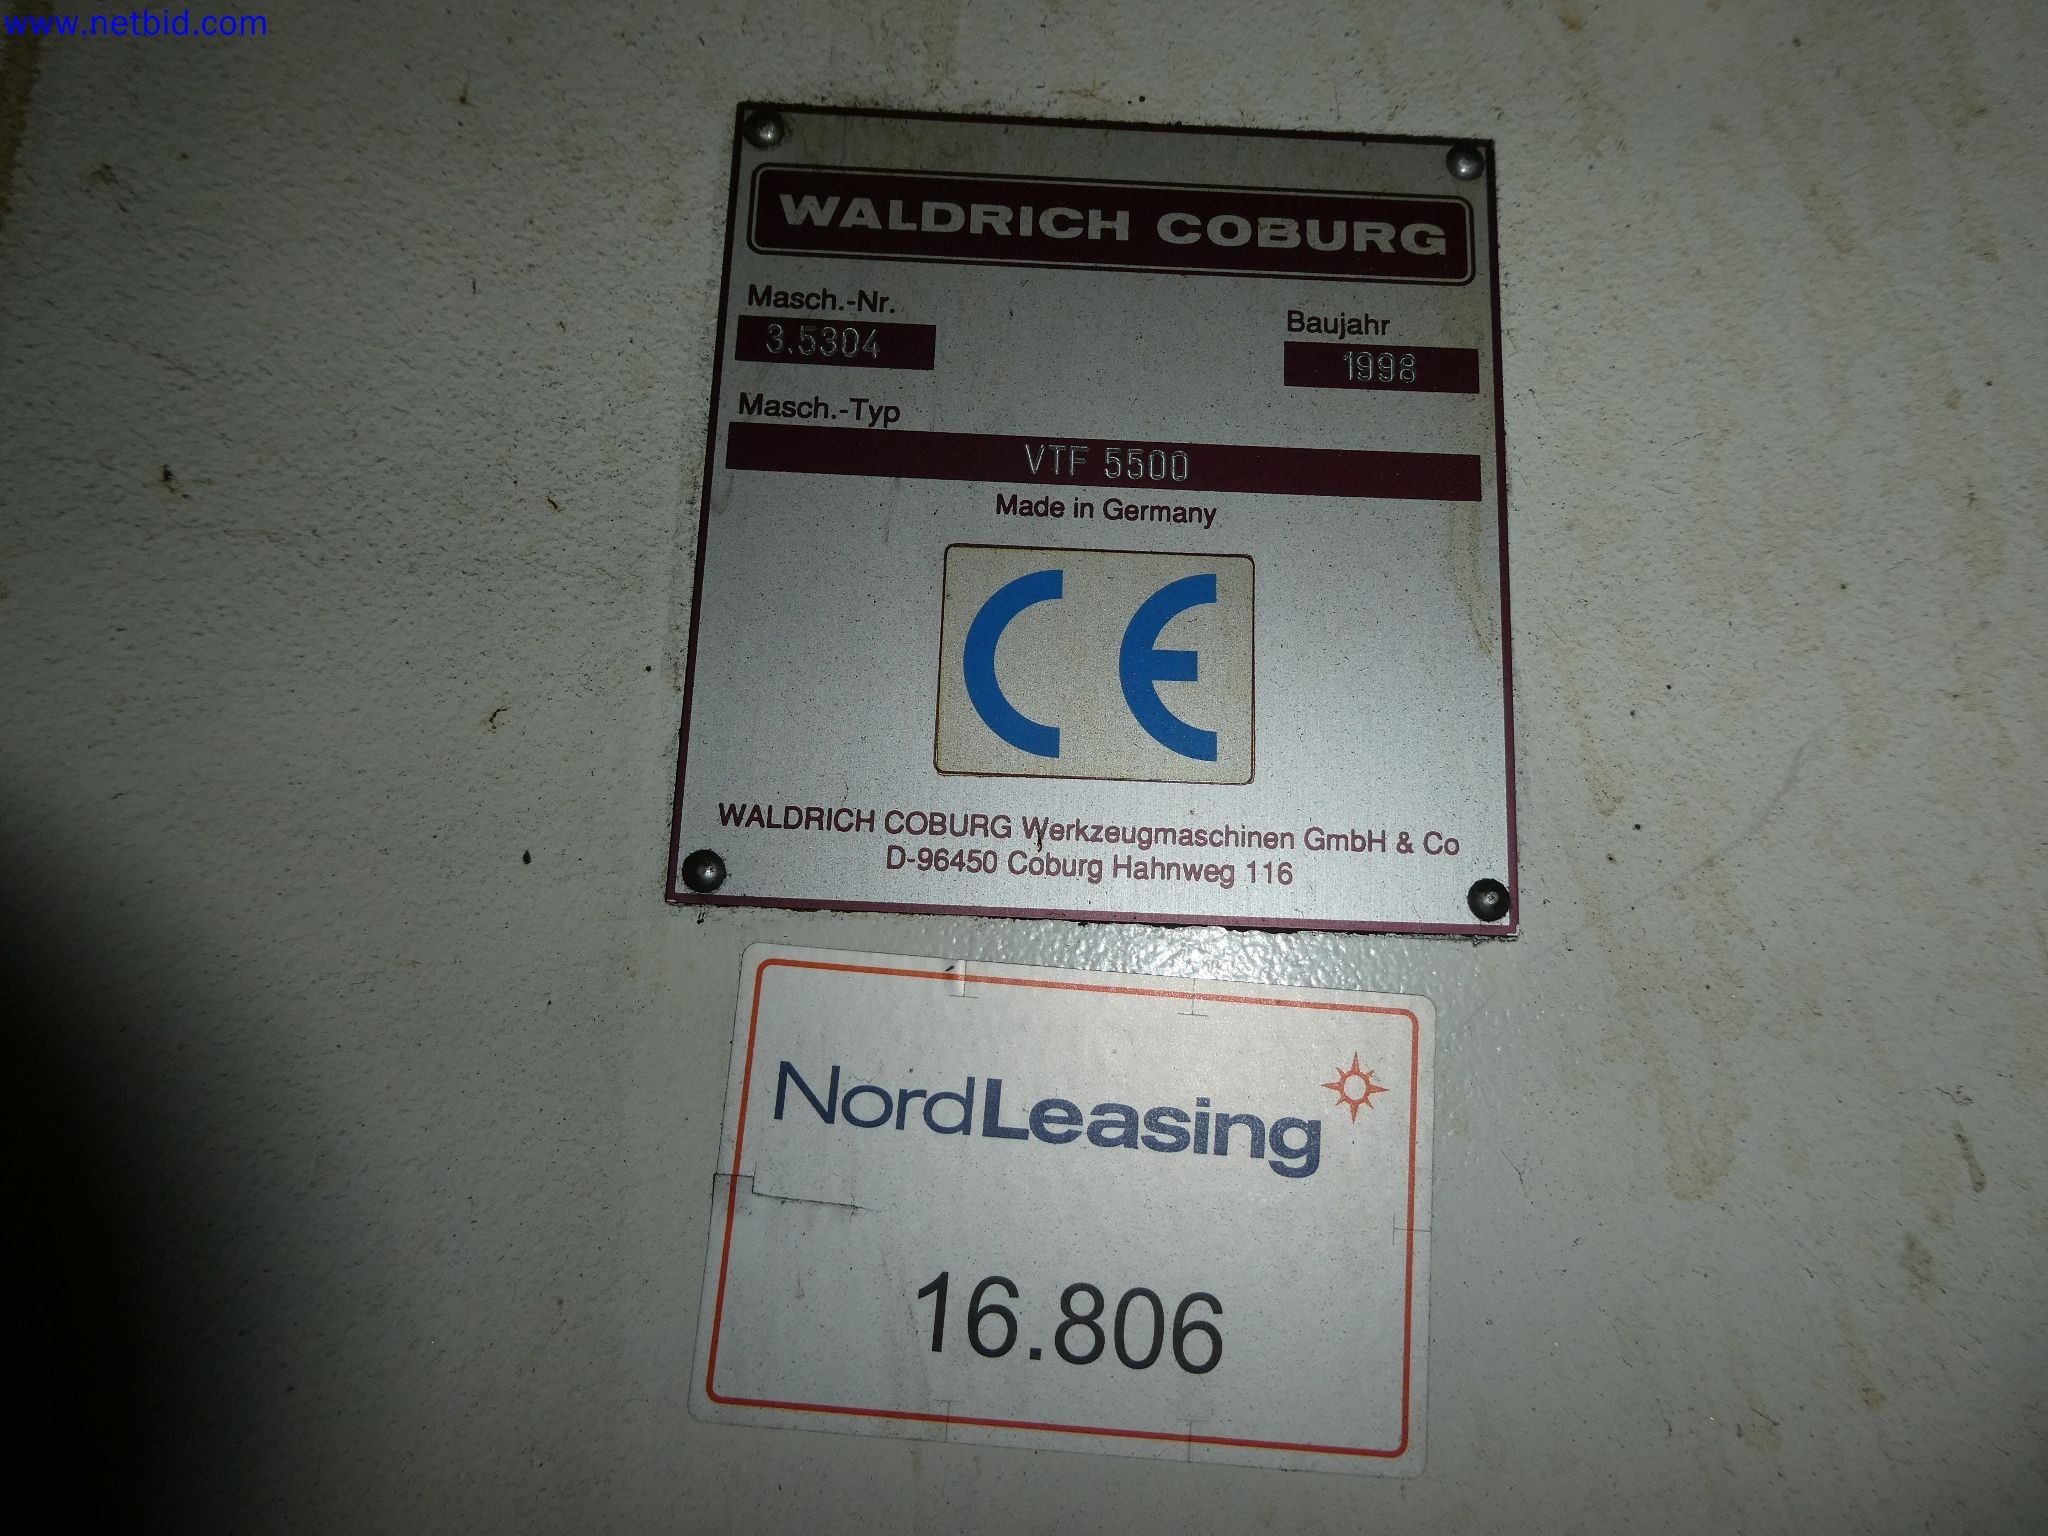 www.netbid.com
WALDRICH COBURG
Masch.-Nr.
3.5304
Baujahr
1998
Masch.-Typ
VTF 5500
Made in Germany
CE
WALDRICH COBURG Werkzeugmaschinen GmbH & Co
D-96450 Coburg Hahnweg 116
NordLeasing
16.806